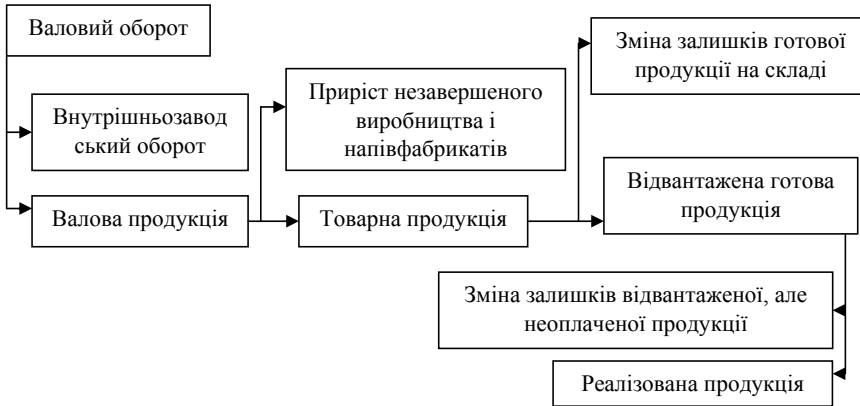 Валовий оборот
Внутрішньозавод
ський оборот
Валова продукція
Приріст незавершеного
виробництва і
напівфабрикатів
Товарна продукція
Зміна залишків готової
продукції на складі
Відвантажена готова
продукція
Зміна залишків відвантаженої, але
неоплаченої продукції
Реалізована продукція